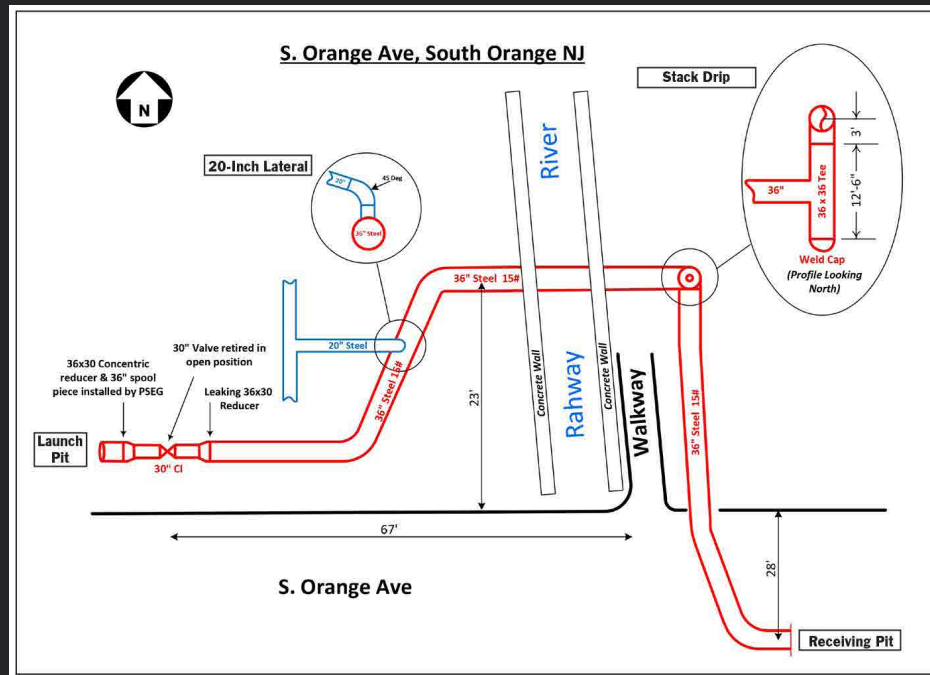 S. Orange Ave, South Orange NJ
N
Stack Drip
3'
36"
36 x 36 Tee
12'-6"
Weld Cap
(Profile Looking
North)
20-Inch Lateral
20"
45 Deg
36" Steel
River
36" Steel 15#
20" Steel
36" Steel 15#
23'
Concrete Wall
Rahway
Concrete Wall
Walkway
36" Steel 15#
36x30 Concentric
reducer & 36" spool
piece installed by PSEG
30" Valve retired in
open position
Leaking 36x30
Reducer
Launch
Pit
30" CI
67'
S. Orange Ave
28'
Receiving Pit